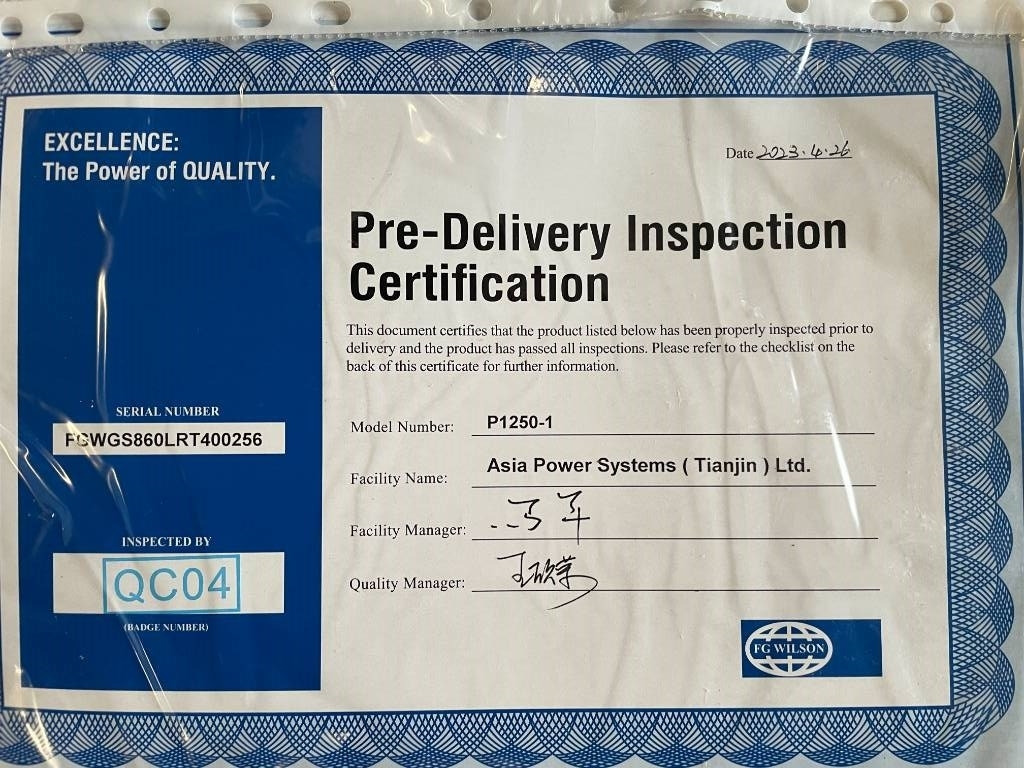 EXCELLENCE:
The Power of QUALITY.
Date 2023.4.26
Pre-Delivery Inspection
Certification
This document certifies that the product listed below has been properly inspected prior to
delivery and the product has passed all inspections. Please refer to the checklist on the
back of this certificate for further information.
SERIAL NUMBER
FGWGS860LRT400256
Model Number: P1250-1
Facility Name: Asia Power Systems ( Tianjin ) Ltd.
Facility Manager:
INSPECTED BY
QC04
(BADGE NUMBER)
Quality Manager:
FG WILSON